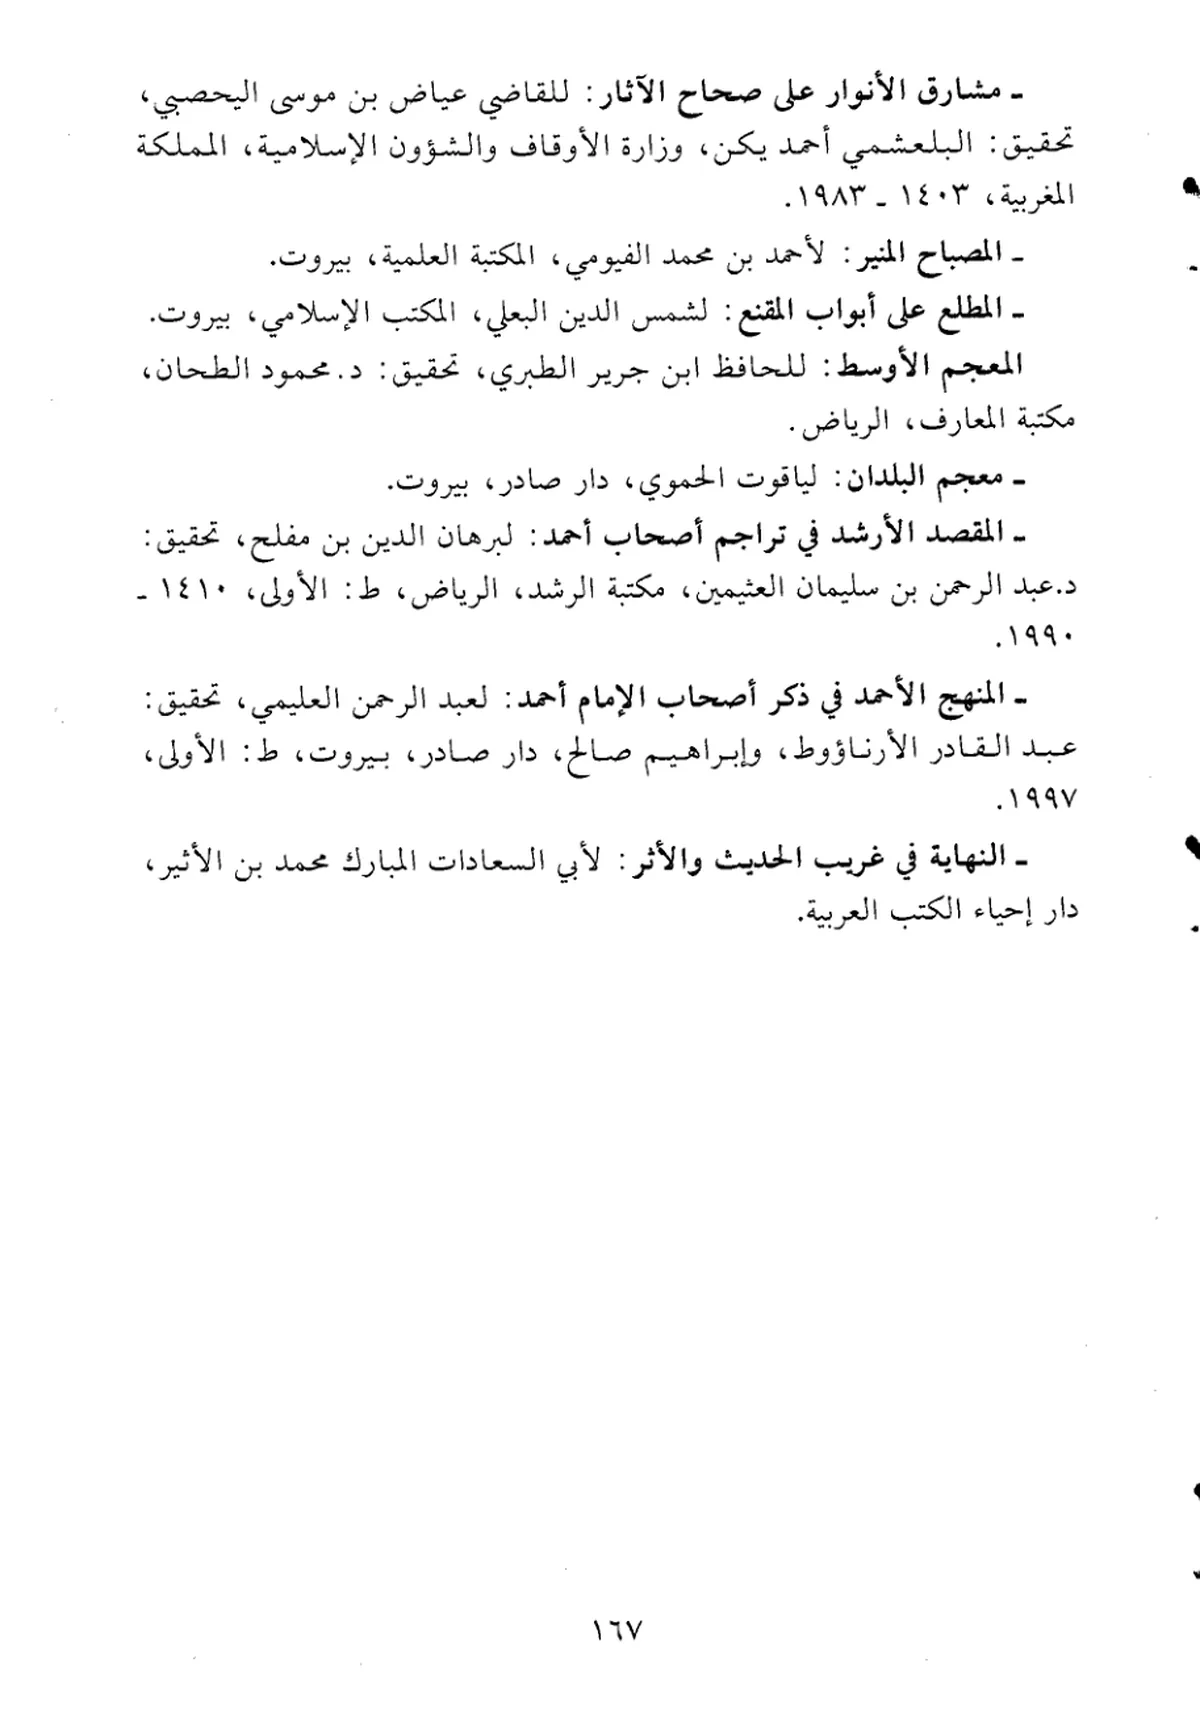 ـ مشارق الأنوار على صحاح الآثار: للقاضي عياض بن موسى اليحصبي،
تحقيق: البلعشمي أحمد يكن، وزارة الأوقاف والشؤون الإسلامية، المملكة
المغربية، ١٤٠٣ ـ ١٩٨٣.
ـ المصباح المنير: لأحمد بن محمد الفيومي، المكتبة العلمية، بيروت.
ـ المطلع على أبواب المقنع: لشمس الدين البعلي، المكتب الإسلامي، بيروت.
المعجم الأوسط: للحافظ ابن جرير الطبري، تحقيق: د.محمود الطحان،
مكتبة المعارف، الرياض.
ـ معجم البلدان: لياقوت الحموي، دار صادر، بيروت.
ـ المقصد الأرشد في تراجم أصحاب أحمد: لبرهان الدين بن مفلح، تحقيق:
د.عبد الرحمن بن سليمان العثيمين، مكتبة الرشد، الرياض، ط: الأولى، ١٤١٠ ـ
١٩٩٠.
ـ المنهج الأحمد في ذكر أصحاب الإمام أحمد: لعبد الرحمن العليمي، تحقيق:
عبد القادر الأرناؤوط، وإبراهيم صالح، دار صادر، بيروت، ط: الأولى،
١٩٩٧.
ـ النهاية في غريب الحديث والأثر: لأبي السعادات المبارك محمد بن الأثير،
دار إحياء الكتب العربية.
١٦٧